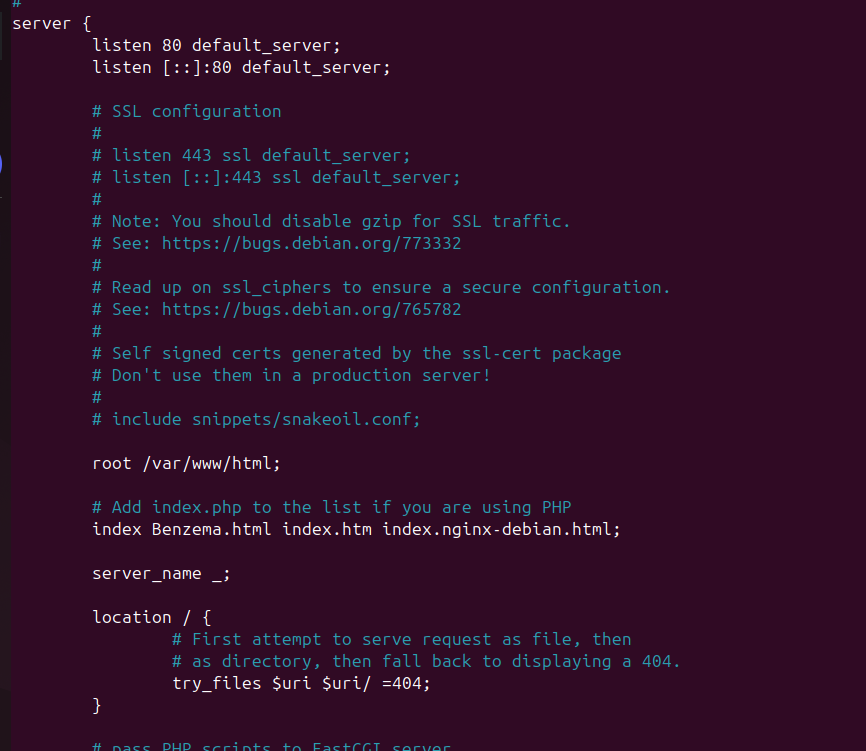 #
server {
listen 80 default_server;
listen [::]:80 default_server;
# SSL configuration
#
# listen 443 ssl default_server;
# listen [::]:443 ssl default_server;
#
# Note: You should disable gzip for SSL traffic.
# See: https://bugs.debian.org/773332
#
# Read up on ssl_ciphers to ensure a secure configuration.
# See: https://bugs.debian.org/765782
#
# Self signed certs generated by the ssl-cert package
# Don't use them in a production server!
#
# include snippets/snakeoil.conf;
root /var/www/html;
# Add index.php to the list if you are using PHP
index Benzema.html index.htm index.nginx-debian.html;
server_name _;
location / {
# First attempt to serve request as file, then
# as directory, then fall back to displaying a 404.
try_files $uri $uri/ =404;
}
# pass PHP scripts to FastCGI server